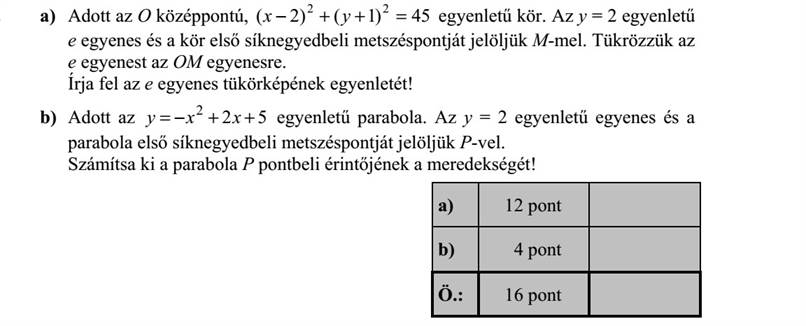 a) Adott az O középpontú, (x − 2)² + (y + 1)² = 45 egyenletű kör. Az y = 2 egyenletű
e egyenes és a kör első síknegyedbeli metszéspontját jelöljük M-mel. Tükrözzük az
e egyenest az OM egyenesre.
Írja fel az e egyenes tükörképének egyenletét!
b) Adott az y = −x² + 2x + 5 egyenletű parabola. Az y = 2 egyenletű egyenes és a
parabola első síknegyedbeli metszéspontját jelöljük P-vel.
Számítsa ki a parabola P pontbeli érintőjének a meredekségét!
a) 12 pont
b) 4 pont
Ö.: 16 pont